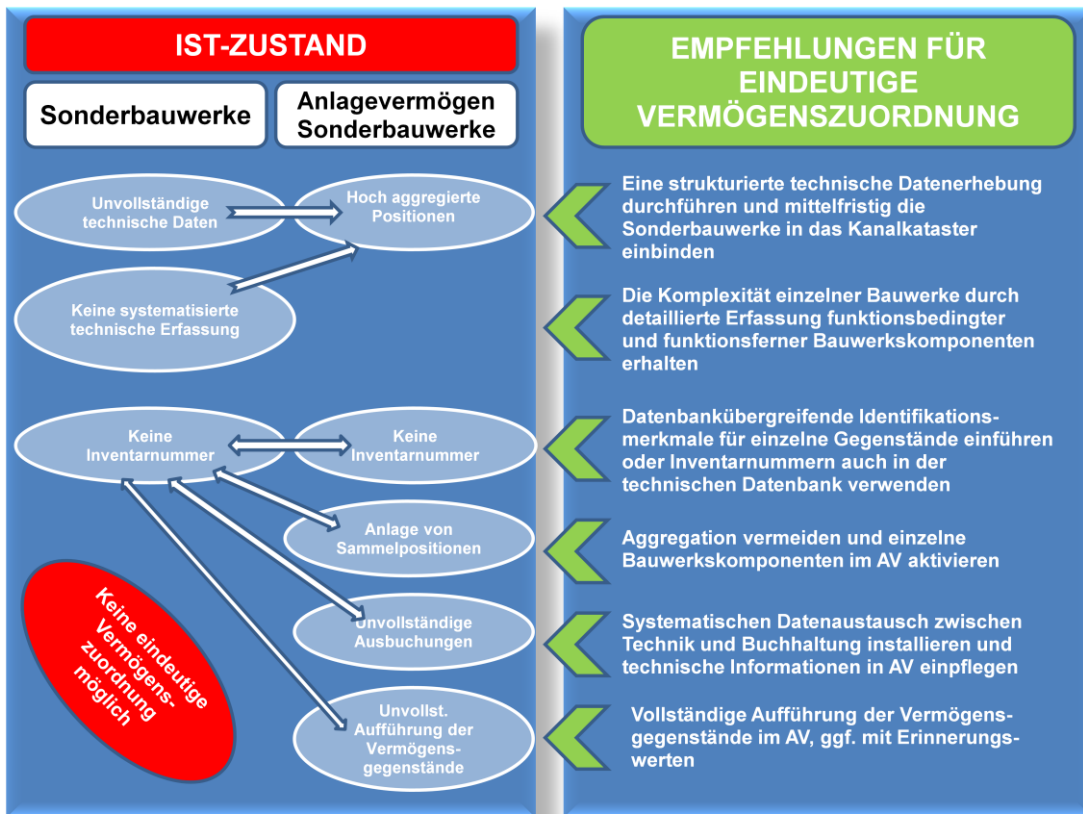 IST-ZUSTAND
Sonderbauwerke
Anlagevermögen
Sonderbauwerke
Unvollständige
technische Daten
Hoch aggregierte
Positionen
Keine systematisierte
technische Erfassung
Keine
Inventarnummer
Keine
Inventarnummer
Anlage von
Sammelpositionen
Unvollständige
Ausbuchungen
Unvollst.
Aufführung der
Vermögens-
gegenstände
Keine eindeutige
Vermögens-
zuordnung
möglich
EMPFEHLUNGEN FÜR
EINDEUTIGE
VERMÖGENSZUORDNUNG
Eine strukturierte technische Datenerhebung
durchführen und mittelfristig die
Sonderbauwerke in das Kanalkataster
einbinden
Die Komplexität einzelner Bauwerke durch
detaillierte Erfassung funktionsbedingter
und funktionsferner Bauwerkskomponenten
erhalten
Datenbankübergreifende Identifikations-
merkmale für einzelne Gegenstände einführen
oder Inventarnummern auch in der
technischen Datenbank verwenden
Aggregation vermeiden und einzelne
Bauwerkskomponenten im AV aktivieren
Systematischen Datenaustausch zwischen
Technik und Buchhaltung installieren und
technische Informationen in AV einpflegen
Vollständige Aufführung der Vermögens-
gegenstände im AV, ggf. mit Erinnerungs-
werten